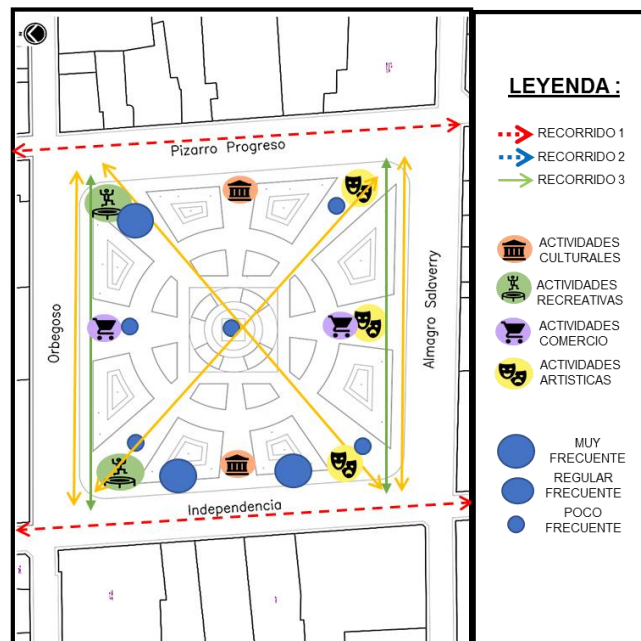 Pizarro Progreso
Orbegoso
Almagro Salaverry
Independencia
LEYENDA :
RECORRIDO 1
RECORRIDO 2
RECORRIDO 3
ACTIVIDADES
CULTURALES
ACTIVIDADES
RECREATIVAS
ACTIVIDADES
COMERCIO
ACTIVIDADES
ARTISTICAS
MUY
FRECUENTE
REGULAR
FRECUENTE
POCO
FRECUENTE